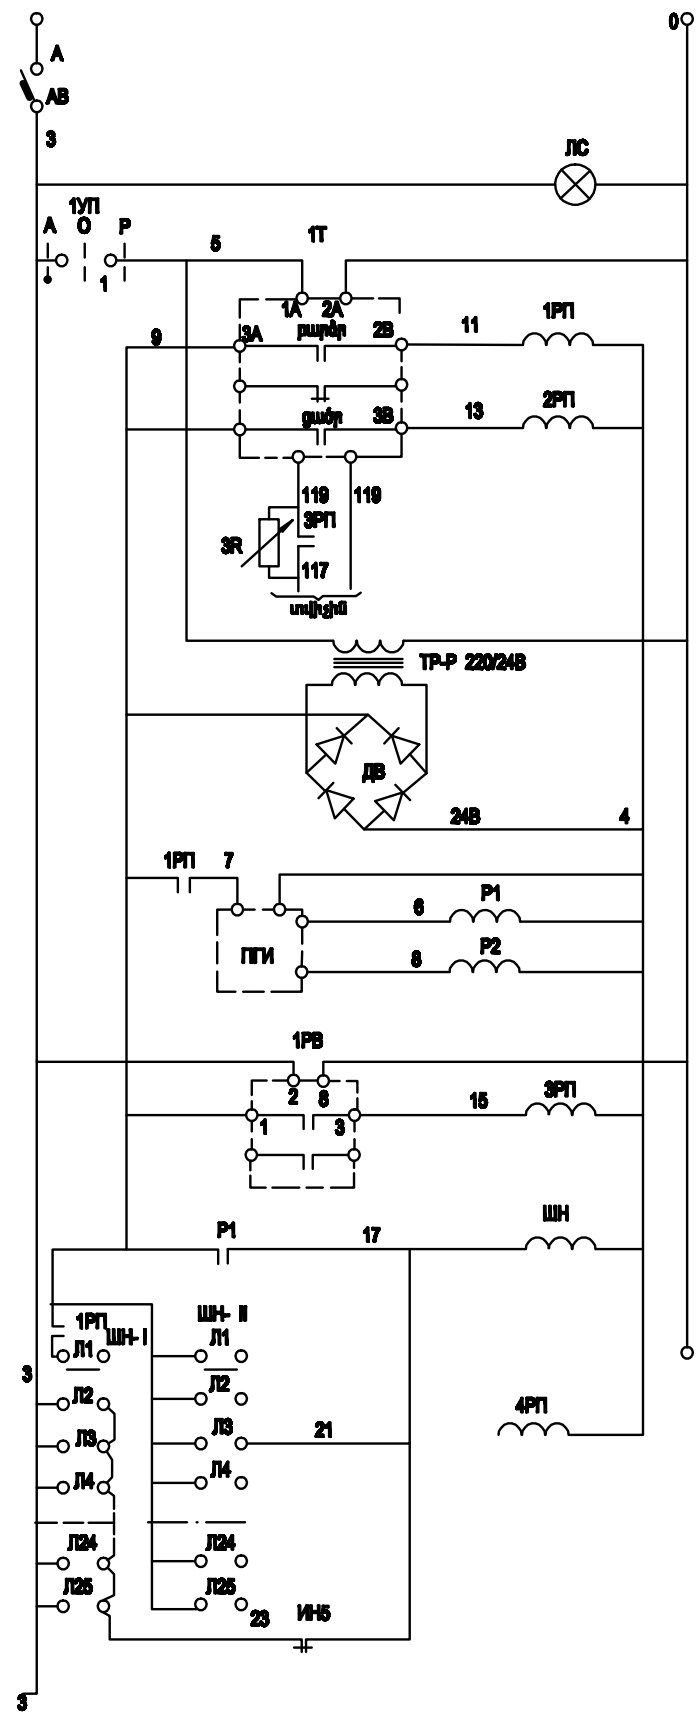 0
А
АВ
3
ЛС
1УП
А О Р
5
1Т
1
1А 2А
բարձր
9
3А
2В
11
1РП
13
2РП
ցածր
3В
119
119
3РП
3R
117
ТР-Р 220/24В
ДВ
24В
4
1РП
7
Р1
6
ПГИ
Р2
8
1РВ
2 8
1
3
15
3РП
Р1
17
ШН
1РП
ШН- I
ШН- II
Л1
Л1
3
Л2
Л2
4РП
Л3
Л3
21
Л4
Л4
Л24
Л24
Л25
Л25
23
ИН5
3